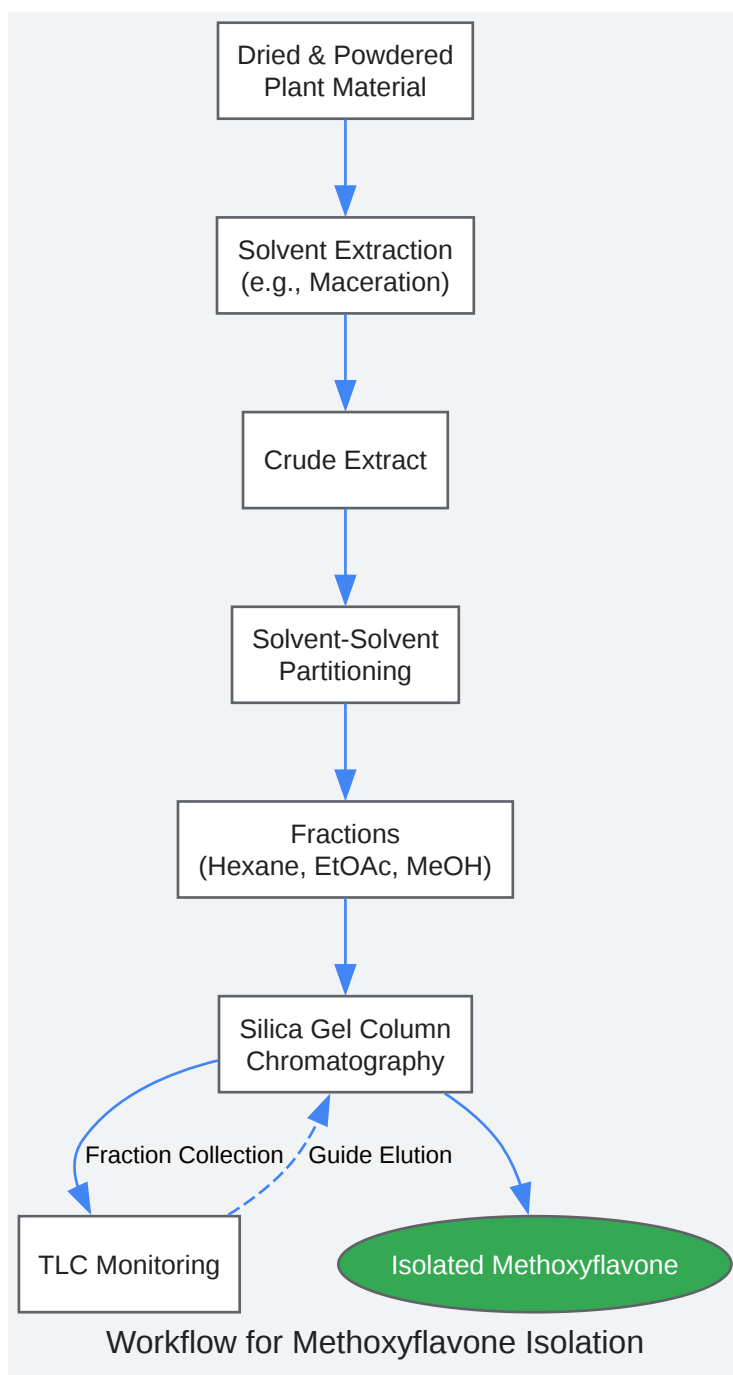 Dried & Powdered
Plant Material
Solvent Extraction
(e.g., Maceration)
Crude Extract
Solvent-Solvent
Partitioning
Fractions
(Hexane, EtOAc, MeOH)
Silica Gel Column
Chromatography
Fraction Collection
Guide Elution
TLC Monitoring
Isolated Methoxyflavone
Workflow for Methoxyflavone Isolation